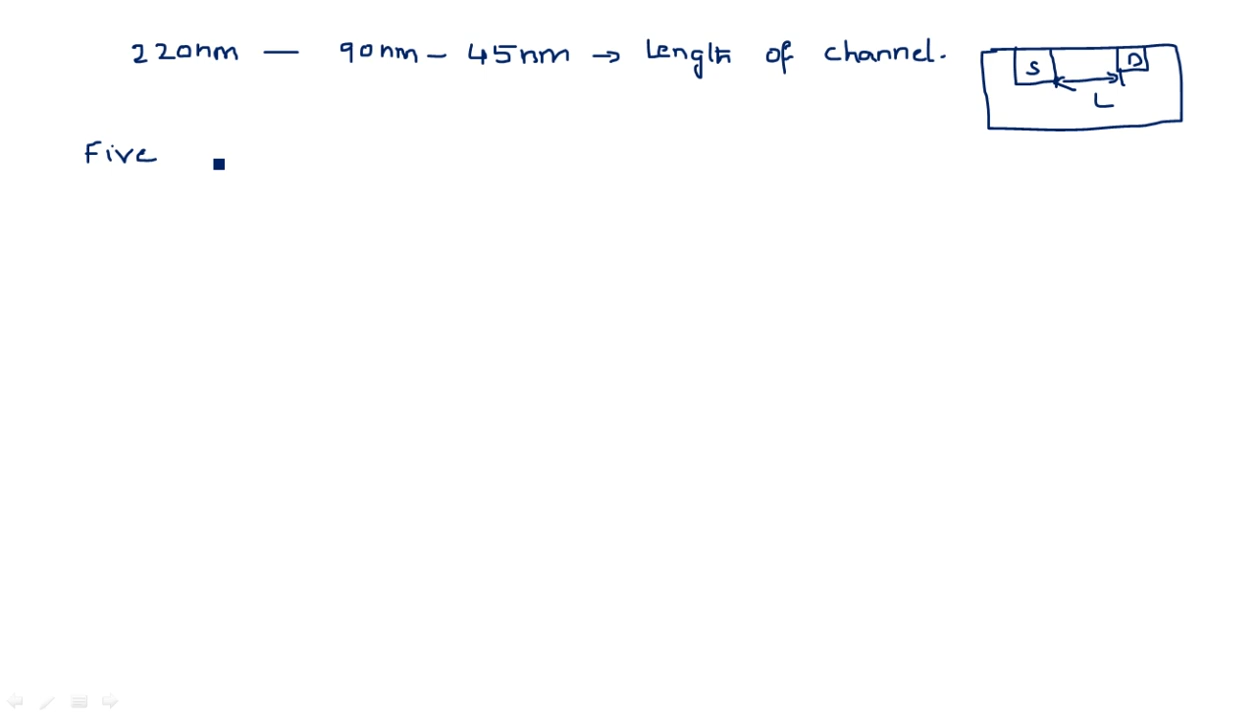 220nm — 90nm – 45nm → Length of channel.
S D
L
Five